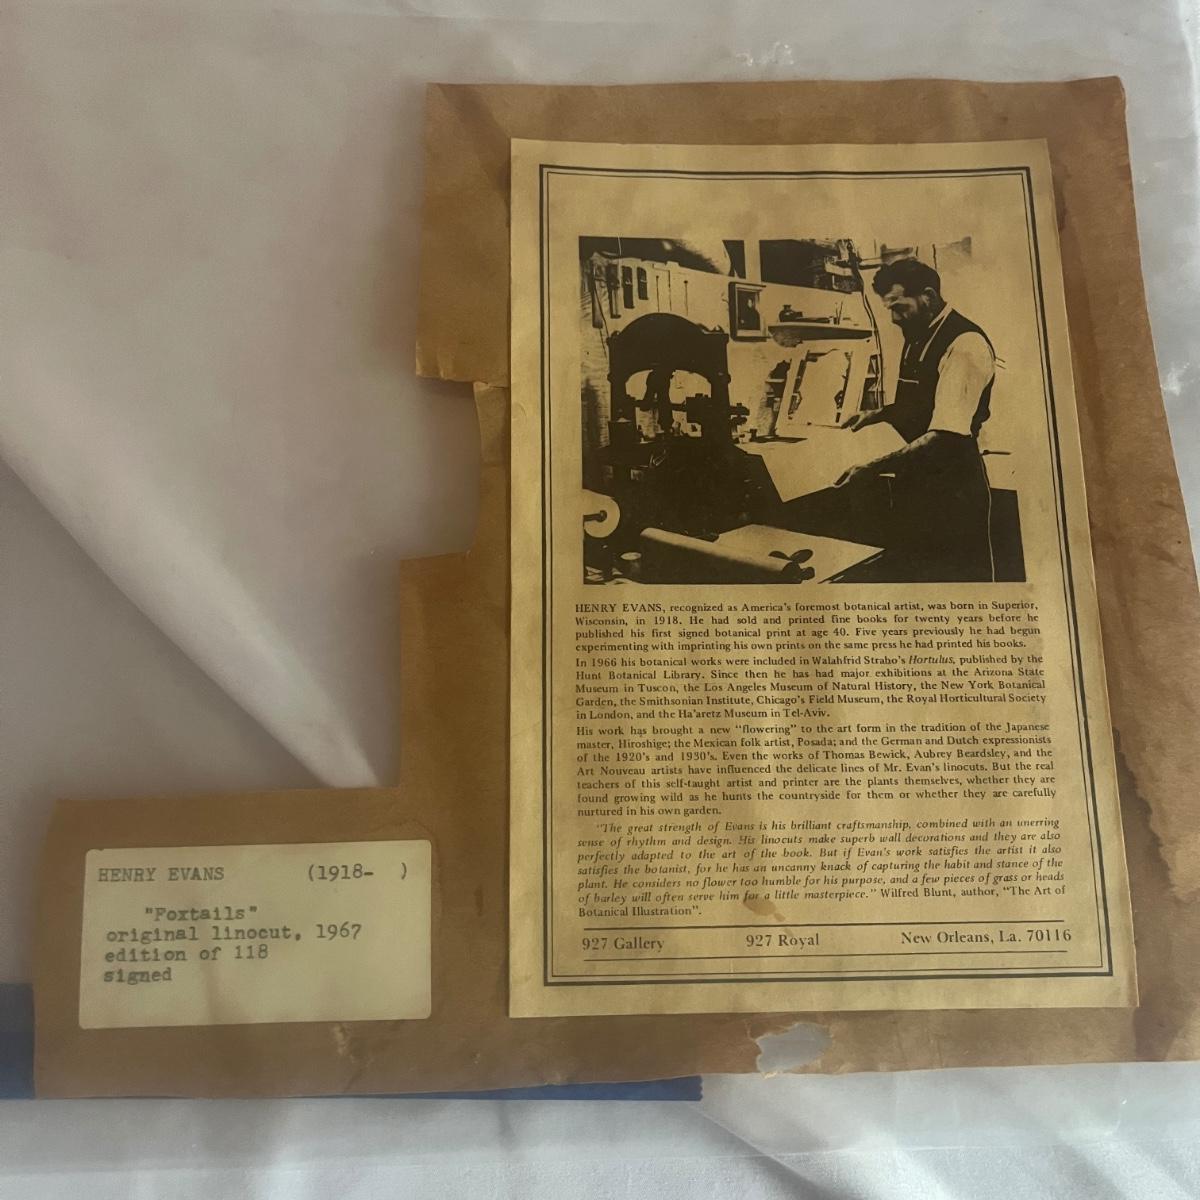 HENRY EVANS, recognized as America's foremost botanical artist, was born in Superior,
Wisconsin, in 1918. He had sold and printed fine books for twenty years before he
published his first signed botanical print at age 40. Five years previously he had begun
experimenting with imprinting his own prints on the same press he had printed his books.
In 1966 his botanical works were included in Walahfrid Strabo's Hortulus, published by the
Hunt Botanical Library. Since then he has had major exhibitions at the Arizona State
Museum in Tuscon, the Los Angeles Museum of Natural History, the New York Botanical
Garden, the Smithsonian Institute, Chicago's Field Museum, the Royal Horticultural Society
in London, and the Ha'aretz Museum in Tel-Aviv.
His work has brought a new "flowering" to the art form in the tradition of the Japanese
master, Hiroshige; the Mexican folk artist, Posada; and the German and Dutch expressionists
of the 1920's and 1930's. Even the works of Thomas Bewick, Aubrey Beardsley, and the
Art Nouveau artists have influenced the delicate lines of Mr. Evan's linocuts. But the real
teachers of this self-taught artist and printer are the plants themselves, whether they are
found growing wild as he hunts the countryside for them or whether they are carefully
nurtured in his own garden.
"The great strength of Evans is his brilliant craftsmanship, combined with an unerring
sense of rhythm and design. His linocuts make superb wall decorations and they are also
perfectly adapted to the art of the book. But if Evan's work satisfies the artist it also
satisfies the botanist, for he has an uncanny knack of capturing the habit and stance of the
plant. He considers no flower too humble for his purpose, and a few pieces of grass or heads
of barley will often serve him for a little masterpiece." Wilfred Blunt, author, "The Art of
Botanical Illustration".
927 Gallery 927 Royal New Orleans, La. 70116
HENRY EVANS (1918- )
"Foxtails"
original linocut, 1967
edition of 118
signed